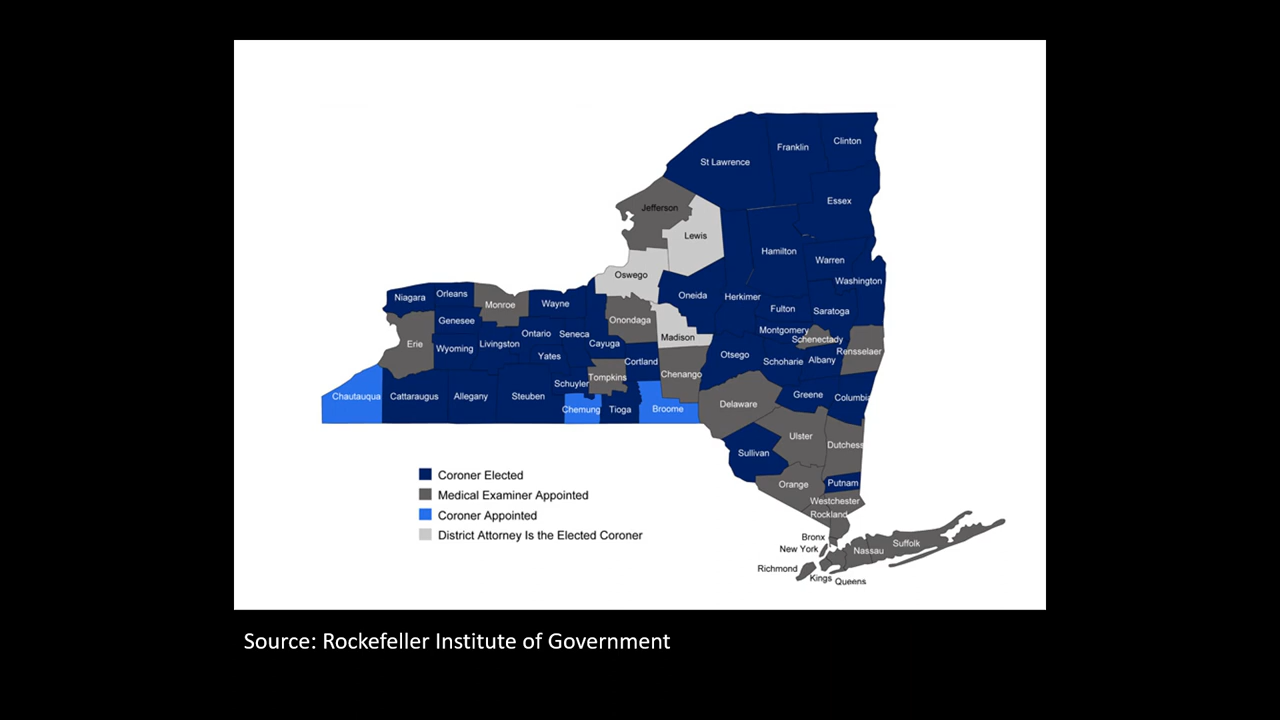 Clinton
Franklin
St Lawrence
Essex
Jefferson
Lewis
Hamilton
Warren
Oswego
Washington
Niagara
Orleans
Monroe
Wayne
Oneida
Herkimer
Fulton
Saratoga
Genesee
Onondaga
Montgomery
Ontario
Seneca
Madison
Schenectady
Erie
Wyoming
Livingston
Cayuga
Rensselaer
Yates
Otsego
Cortland
Schoharie
Albany
Chenango
Schuyler
Tompkins
Chautauqua
Cattaraugus
Allegany
Steuben
Greene
Columbia
Chemung
Tioga
Broome
Delaware
Ulster
Dutchess
Sullivan
Orange
Putnam
Westchester
Rockland
Bronx
New York
Nassau
Suffolk
Richmond
Kings
Queens
Coroner Elected
Medical Examiner Appointed
Coroner Appointed
District Attorney Is the Elected Coroner
Source: Rockefeller Institute of Government